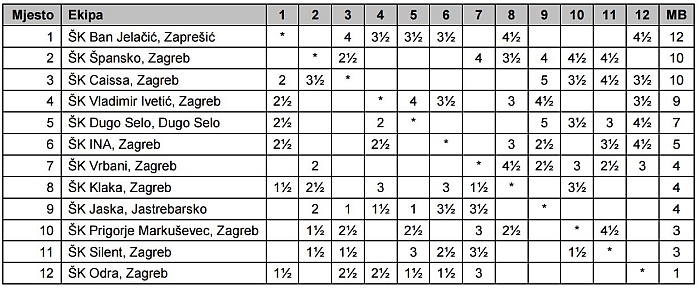 Mjesto Ekipa 1 2 3 4 5 6 7 8 9 10 11 12 MB
1 ŠK Ban Jelačić, Zaprešić * 4 3½ 3½ 3½ 4½ 4½ 12
2 ŠK Špansko, Zagreb * 2½ 4 3½ 4 4½ 4½ 10
3 ŠK Caissa, Zagreb 2 3½ * 5 3½ 4½ 3½ 10
4 ŠK Vladimir Ivetić, Zagreb 2½ * 4 3½ 3 4½ 3½ 9
5 ŠK Dugo Selo, Dugo Selo 2½ 2 * 5 3½ 3 4½ 7
6 ŠK INA, Zagreb 2½ 2½ * 3 2½ 3½ 4½ 5
7 ŠK Vrbani, Zagreb 2 * 4½ 2½ 3 2½ 3 4
8 ŠK Klaka, Zagreb 1½ 2½ 3 3 1½ * 3½ 4
9 ŠK Jaska, Jastrebarsko 2 1 1½ 1 3½ 3½ * 4
10 ŠK Prigorje Markuševec, Zagreb 1½ 2½ 2½ 3 2½ * 4½ 3
11 ŠK Silent, Zagreb 1½ 1½ 3 2½ 3½ 1½ * 3
12 ŠK Odra, Zagreb 1½ 2½ 2½ 1½ 1½ 3 * 1